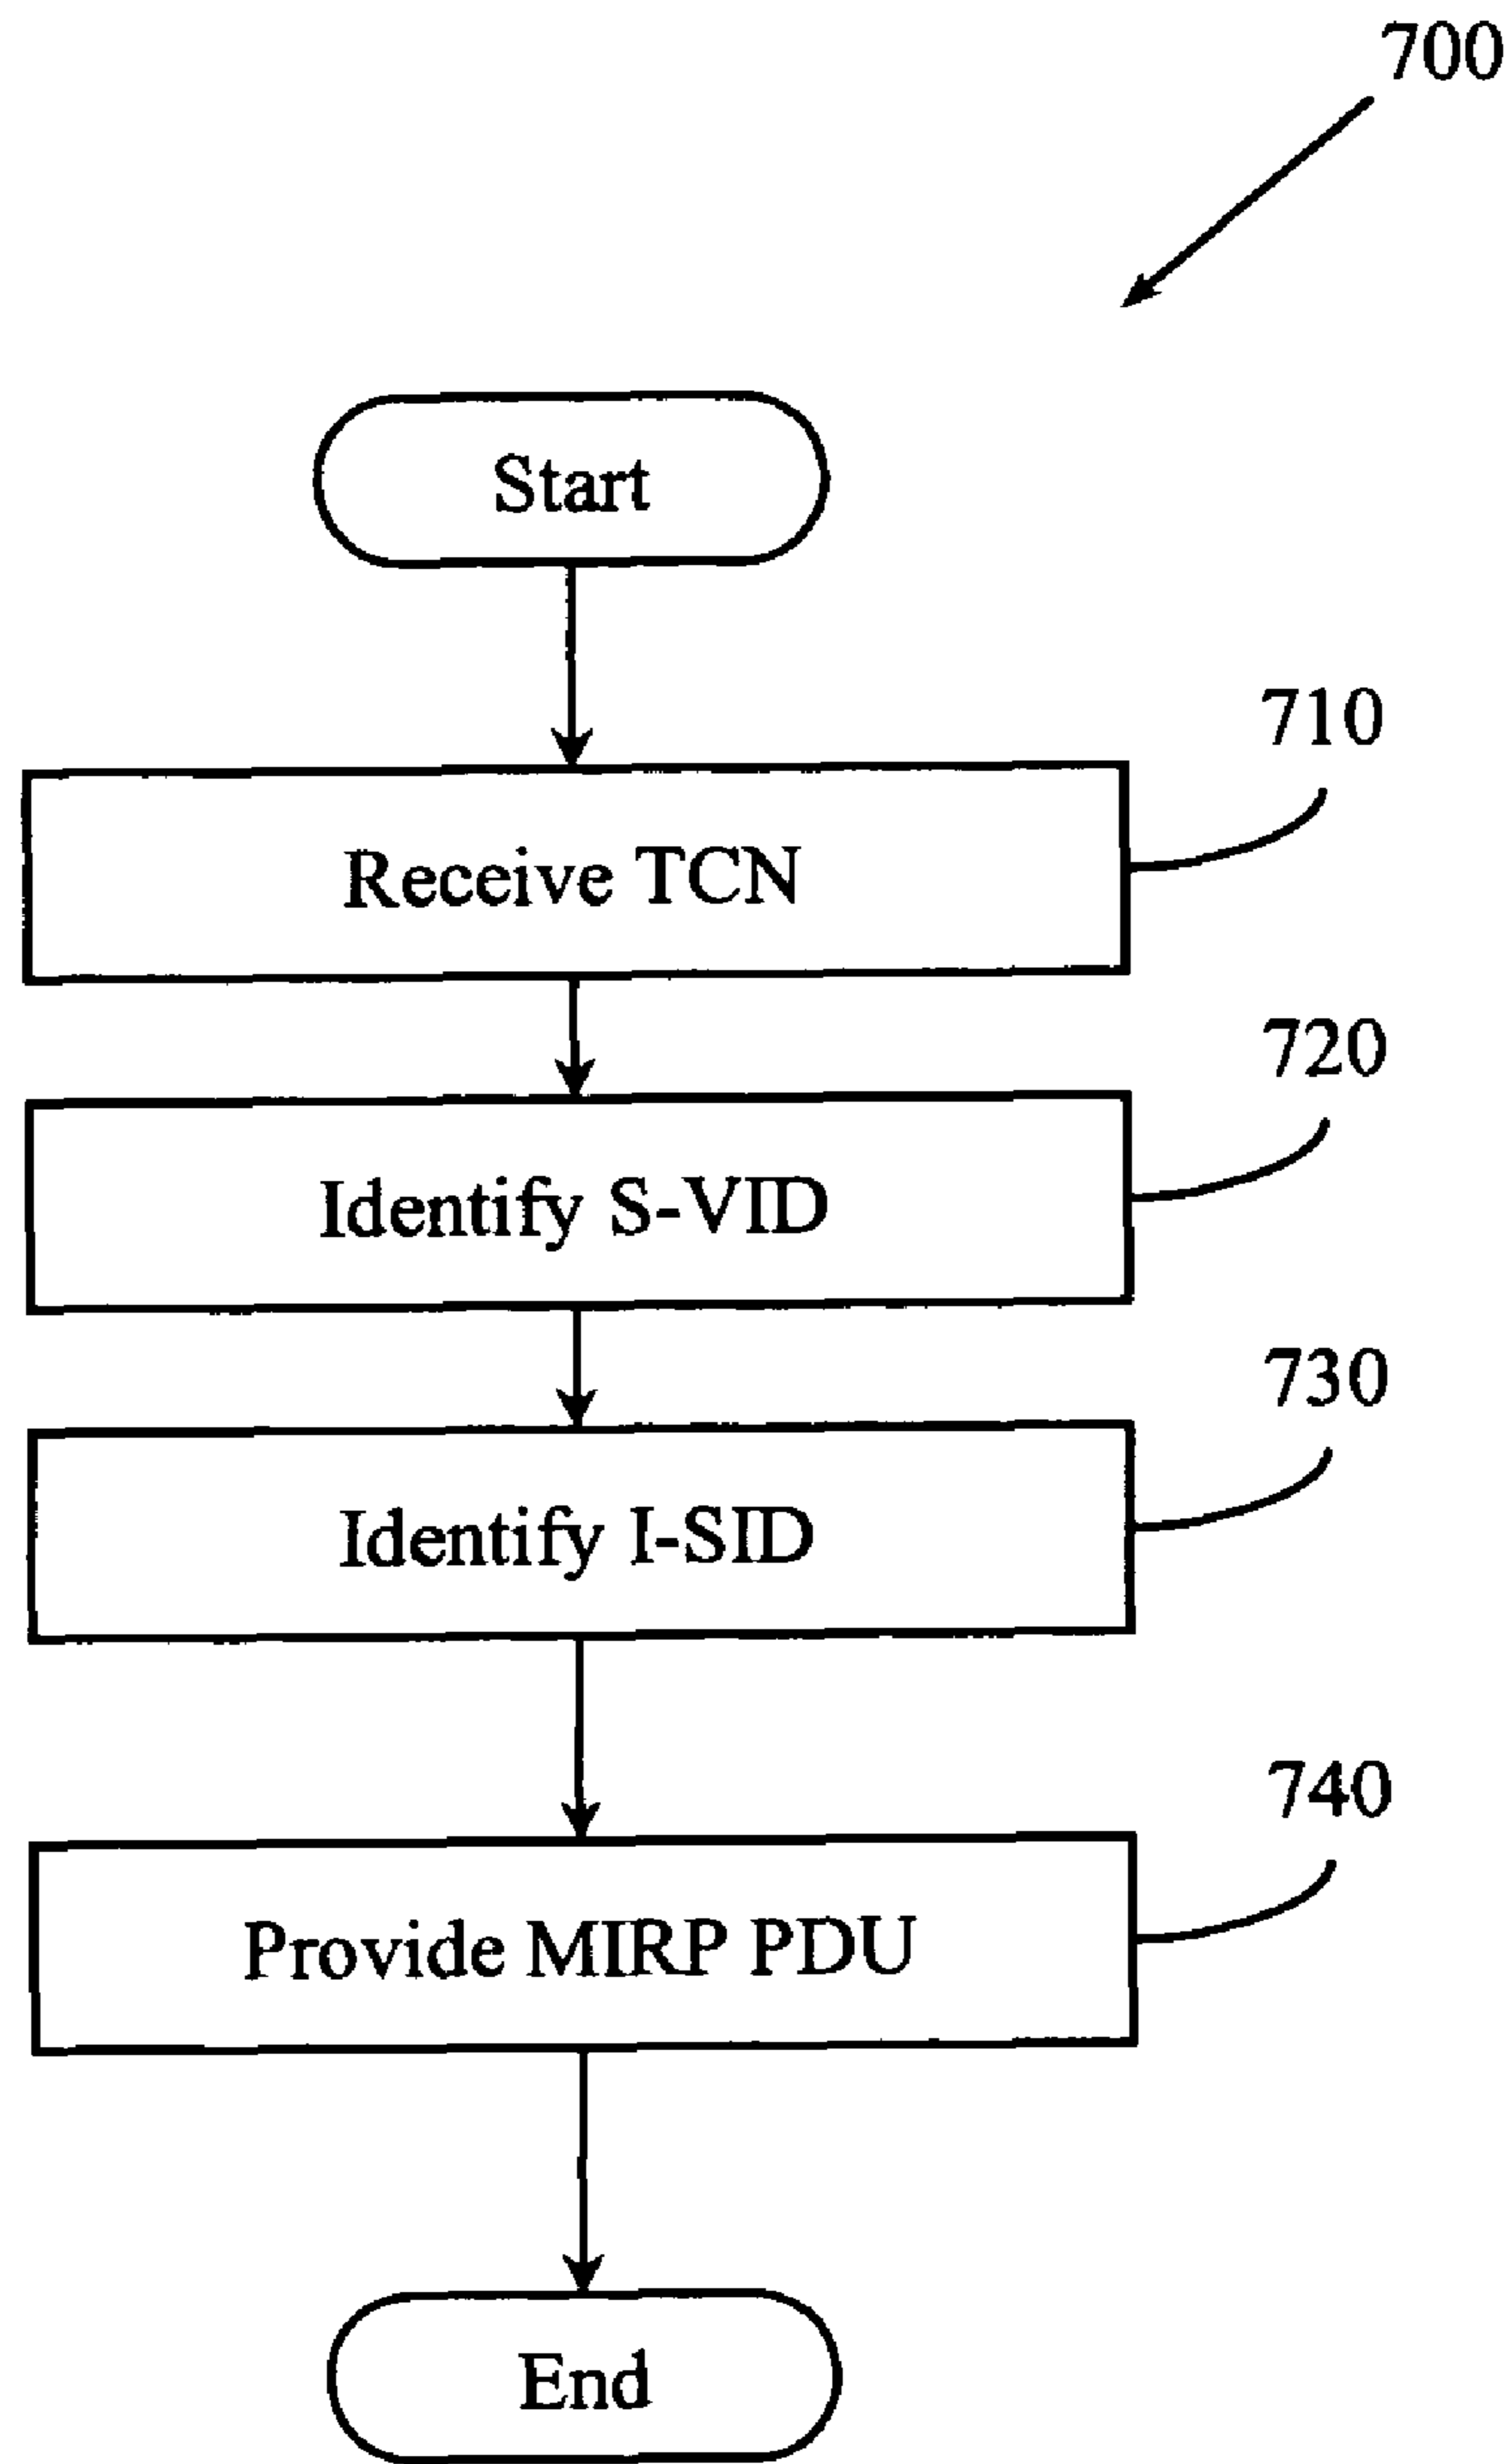 700
Start
710
Receive TCN
720
Identify S-VID
730
Identify I-SID
740
Provide MIRP PDU
End